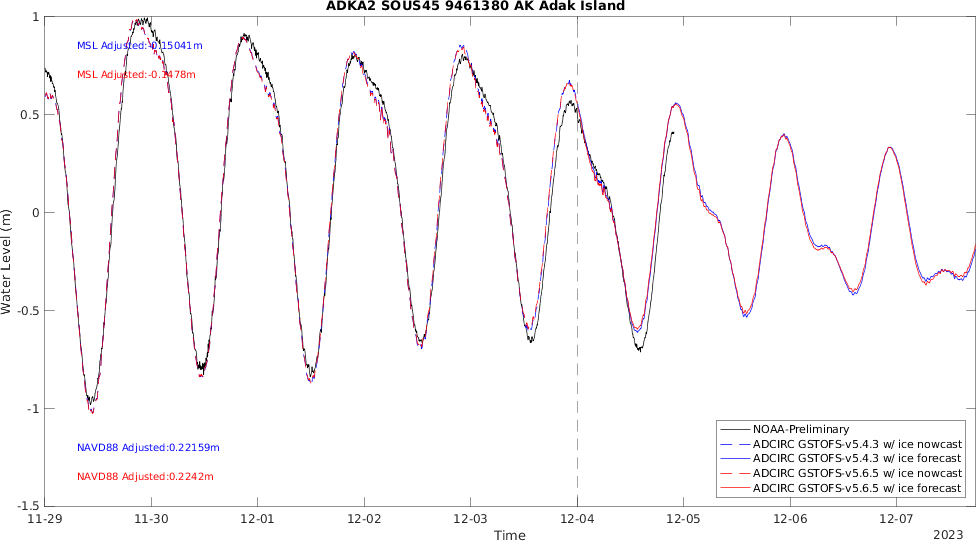 ADKA2 SOUS45 9461380 AK Adak Island
1
0.5
0
-0.5
-1
-1.5
Water Level (m)
MSL Adjusted:-0.15041m
MSL Adjusted:-0.1478m
NAVD88 Adjusted:0.22159m
NAVD88 Adjusted:0.2242m
NOAA-Preliminary
ADCIRC GSTOFS-v5.4.3 w/ ice nowcast
ADCIRC GSTOFS-v5.4.3 w/ ice forecast
ADCIRC GSTOFS-v5.6.5 w/ ice nowcast
ADCIRC GSTOFS-v5.6.5 w/ ice forecast
11-29 11-30 12-01 12-02 12-03 12-04 12-05 12-06 12-07
Time
2023